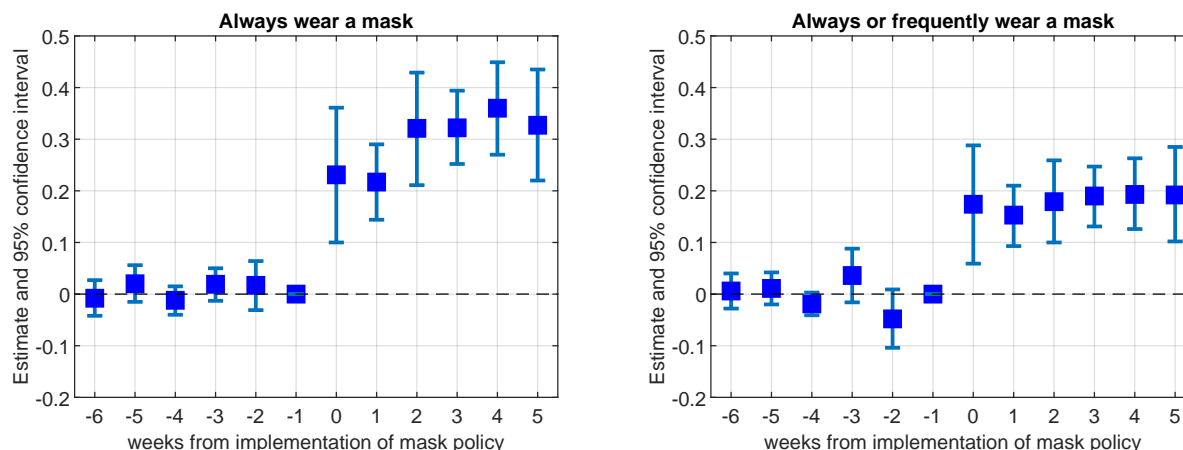 Always wear a mask
Estimate and 95% confidence interval
0.5
0.4
0.3
0.2
0.1
0
-0.1
-0.2
-6 -5 -4 -3 -2 -1 0 1 2 3 4 5
weeks from implementation of mask policy
Always or frequently wear a mask
Estimate and 95% confidence interval
0.5
0.4
0.3
0.2
0.1
0
-0.1
-0.2
-6 -5 -4 -3 -2 -1 0 1 2 3 4 5
weeks from implementation of mask policy